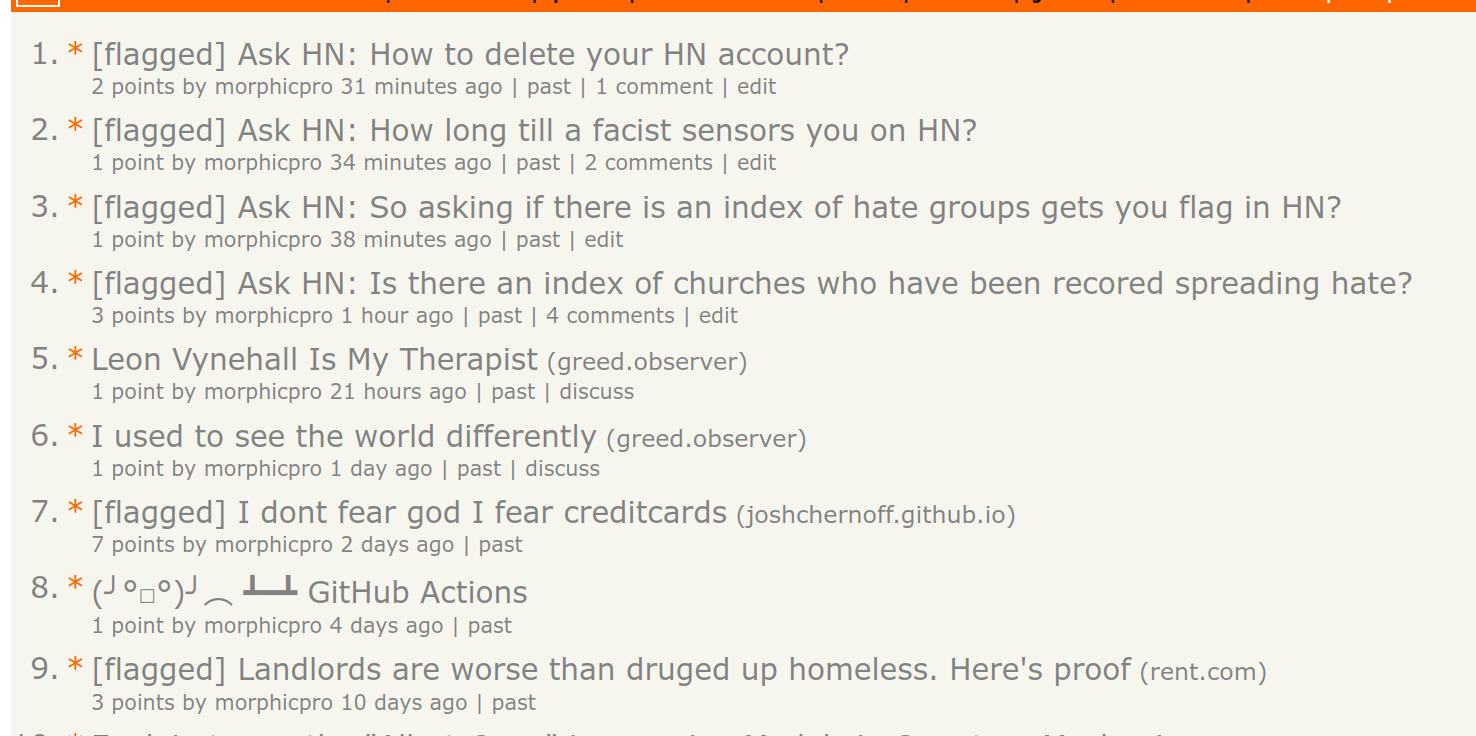 1. * [flagged] Ask HN: How to delete your HN account?
2 points by morphicpro 31 minutes ago | past | 1 comment | edit
2. * [flagged] Ask HN: How long till a facist sensors you on HN?
1 point by morphicpro 34 minutes ago | past | 2 comments | edit
3. * [flagged] Ask HN: So asking if there is an index of hate groups gets you flag in HN?
1 point by morphicpro 38 minutes ago | past | edit
4. * [flagged] Ask HN: Is there an index of churches who have been recored spreading hate?
3 points by morphicpro 1 hour ago | past | 4 comments | edit
5. * Leon Vynehall Is My Therapist (greed.observer)
1 point by morphicpro 21 hours ago | past | discuss
6. * I used to see the world differently (greed.observer)
1 point by morphicpro 1 day ago | past | discuss
7. * [flagged] I dont fear god I fear creditcards (joshchernoff.github.io)
7 points by morphicpro 2 days ago | past
8. * (╯°□°)╯︵ ┻━┻ GitHub Actions
1 point by morphicpro 4 days ago | past
9. * [flagged] Landlords are worse than druged up homeless. Here's proof (rent.com)
3 points by morphicpro 10 days ago | past